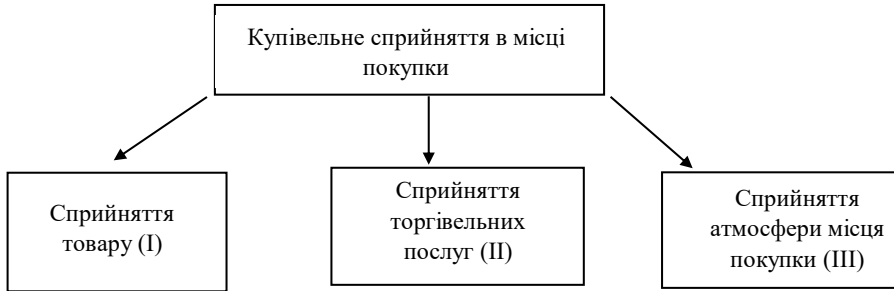 Купівельне сприйняття в місці
покупки
Сприйняття
товару (I)
Сприйняття
торгівельних
послуг (II)
Сприйняття
атмосфери місця
покупки (III)